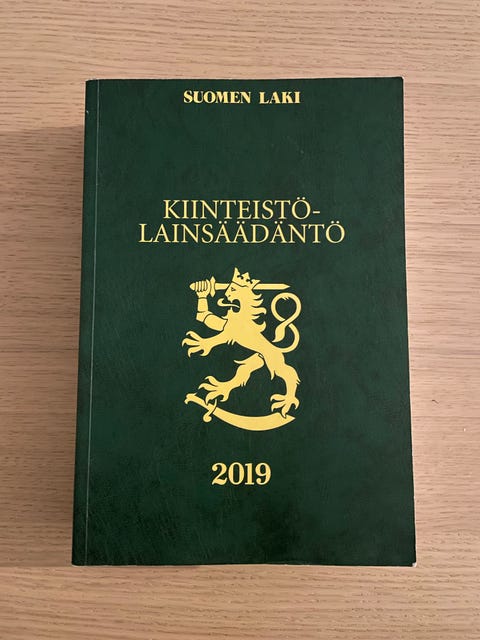 SUOMEN LAKI
KIINTEISTÖ-
LAINSÄÄDÄNTÖ
2019